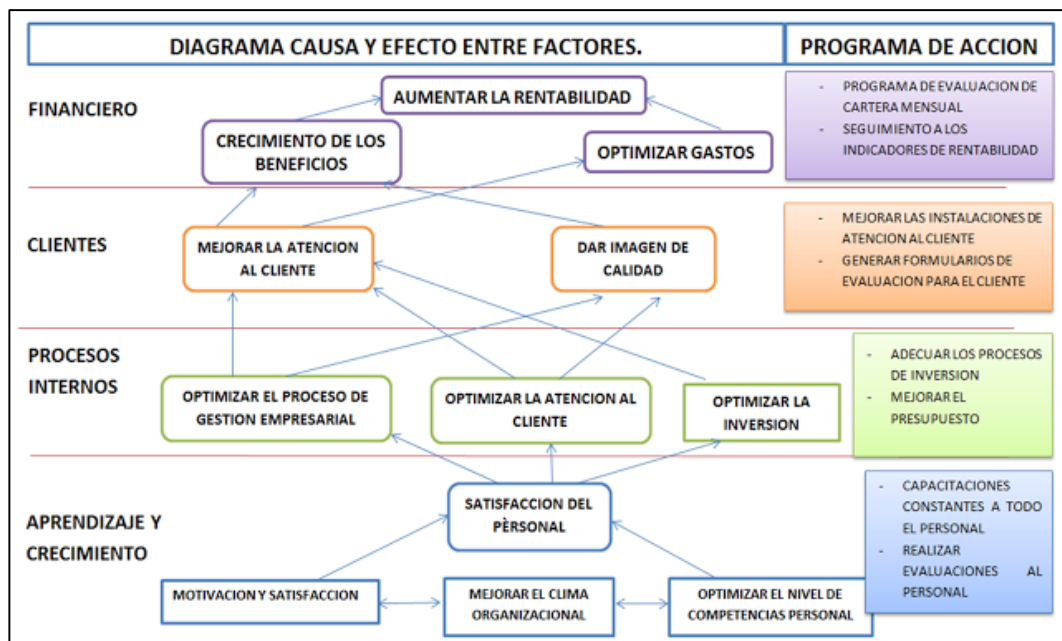 DIAGRAMA CAUSA Y EFECTO ENTRE FACTORES.
PROGRAMA DE ACCION
FINANCIERO
AUMENTAR LA RENTABILIDAD
CRECIMIENTO DE LOS
BENEFICIOS
OPTIMIZAR GASTOS
- PROGRAMA DE EVALUACION DE
CARTERA MENSUAL
- SEGUIMIENTO A LOS
INDICADORES DE RENTABILIDAD
CLIENTES
MEJORAR LA ATENCION
AL CLIENTE
DAR IMAGEN DE
CALIDAD
- MEJORAR LAS INSTALACIONES DE
ATENCION AL CLIENTE
- GENERAR FORMULARIOS DE
EVALUACION PARA EL CLIENTE
PROCESOS
INTERNOS
OPTIMIZAR EL PROCESO DE
GESTION EMPRESARIAL
OPTIMIZAR LA ATENCION AL
CLIENTE
OPTIMIZAR LA
INVERSION
- ADECUAR LOS PROCESOS
DE INVERSION
- MEJORAR EL
PRESUPUESTO
APRENDIZAJE Y
CRECIMIENTO
SATISFACCION DEL
PÈRSONAL
MOTIVACION Y SATISFACCION
MEJORAR EL CLIMA
ORGANIZACIONAL
OPTIMIZAR EL NIVEL DE
COMPETENCIAS PERSONAL
- CAPACITACIONES
CONSTANTES A TODO
EL PERSONAL
- REALIZAR
EVALUACIONES AL
PERSONAL